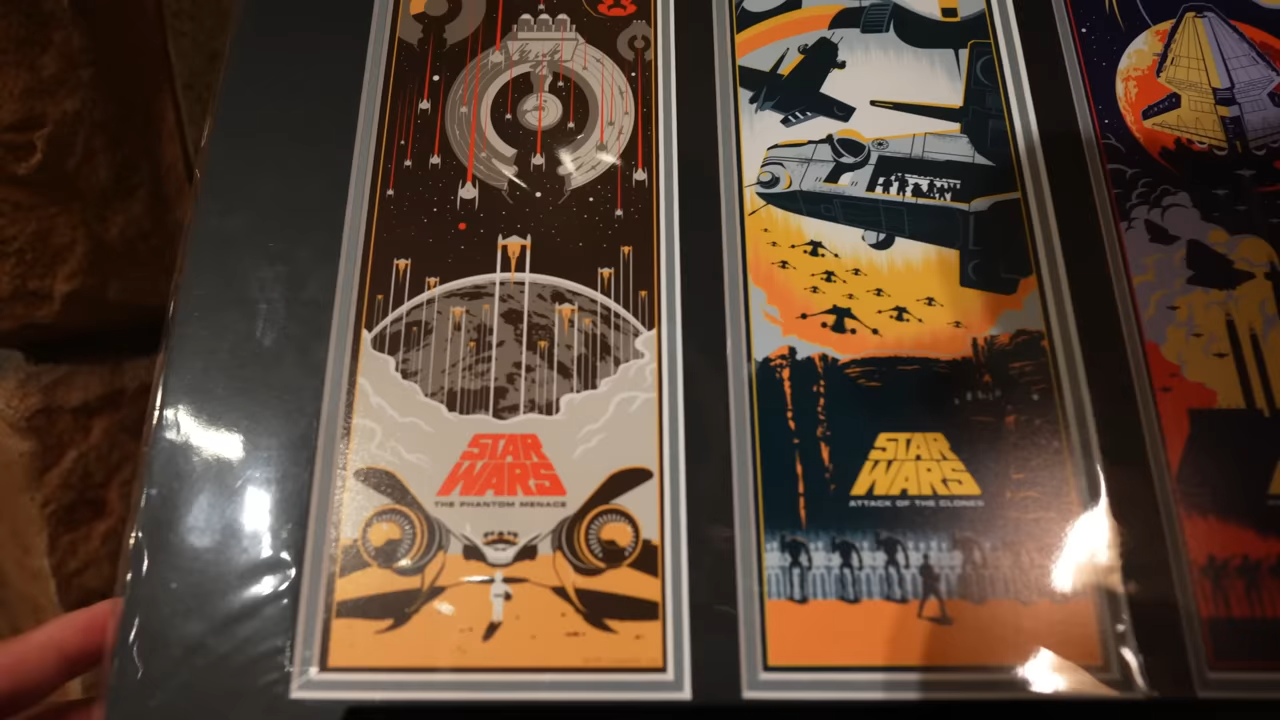 STAR
WARS
THE PHANTOM MENACE
STAR
WARS
ATTACK OF THE CLONES